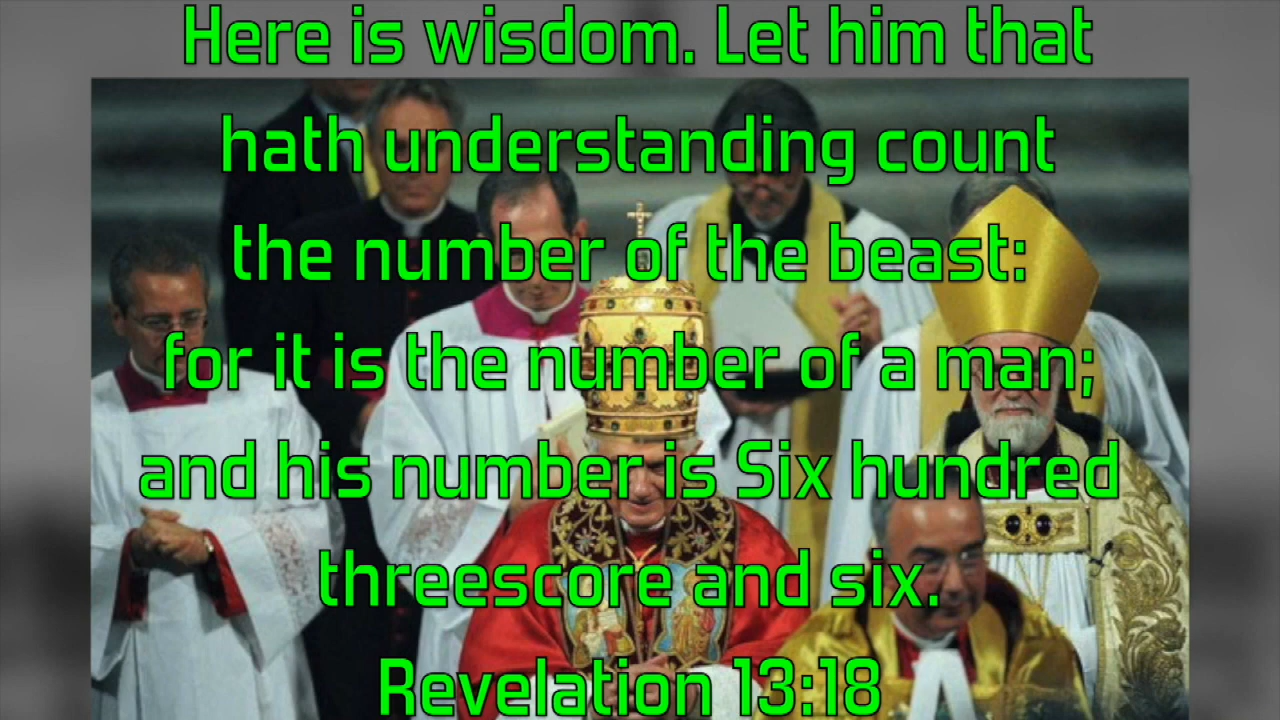 Here is wisdom. Let him that
hath understanding count
the number of the beast:
for it is the number of a man;
and his number is Six hundred
threescore and six.
Revelation 13:18